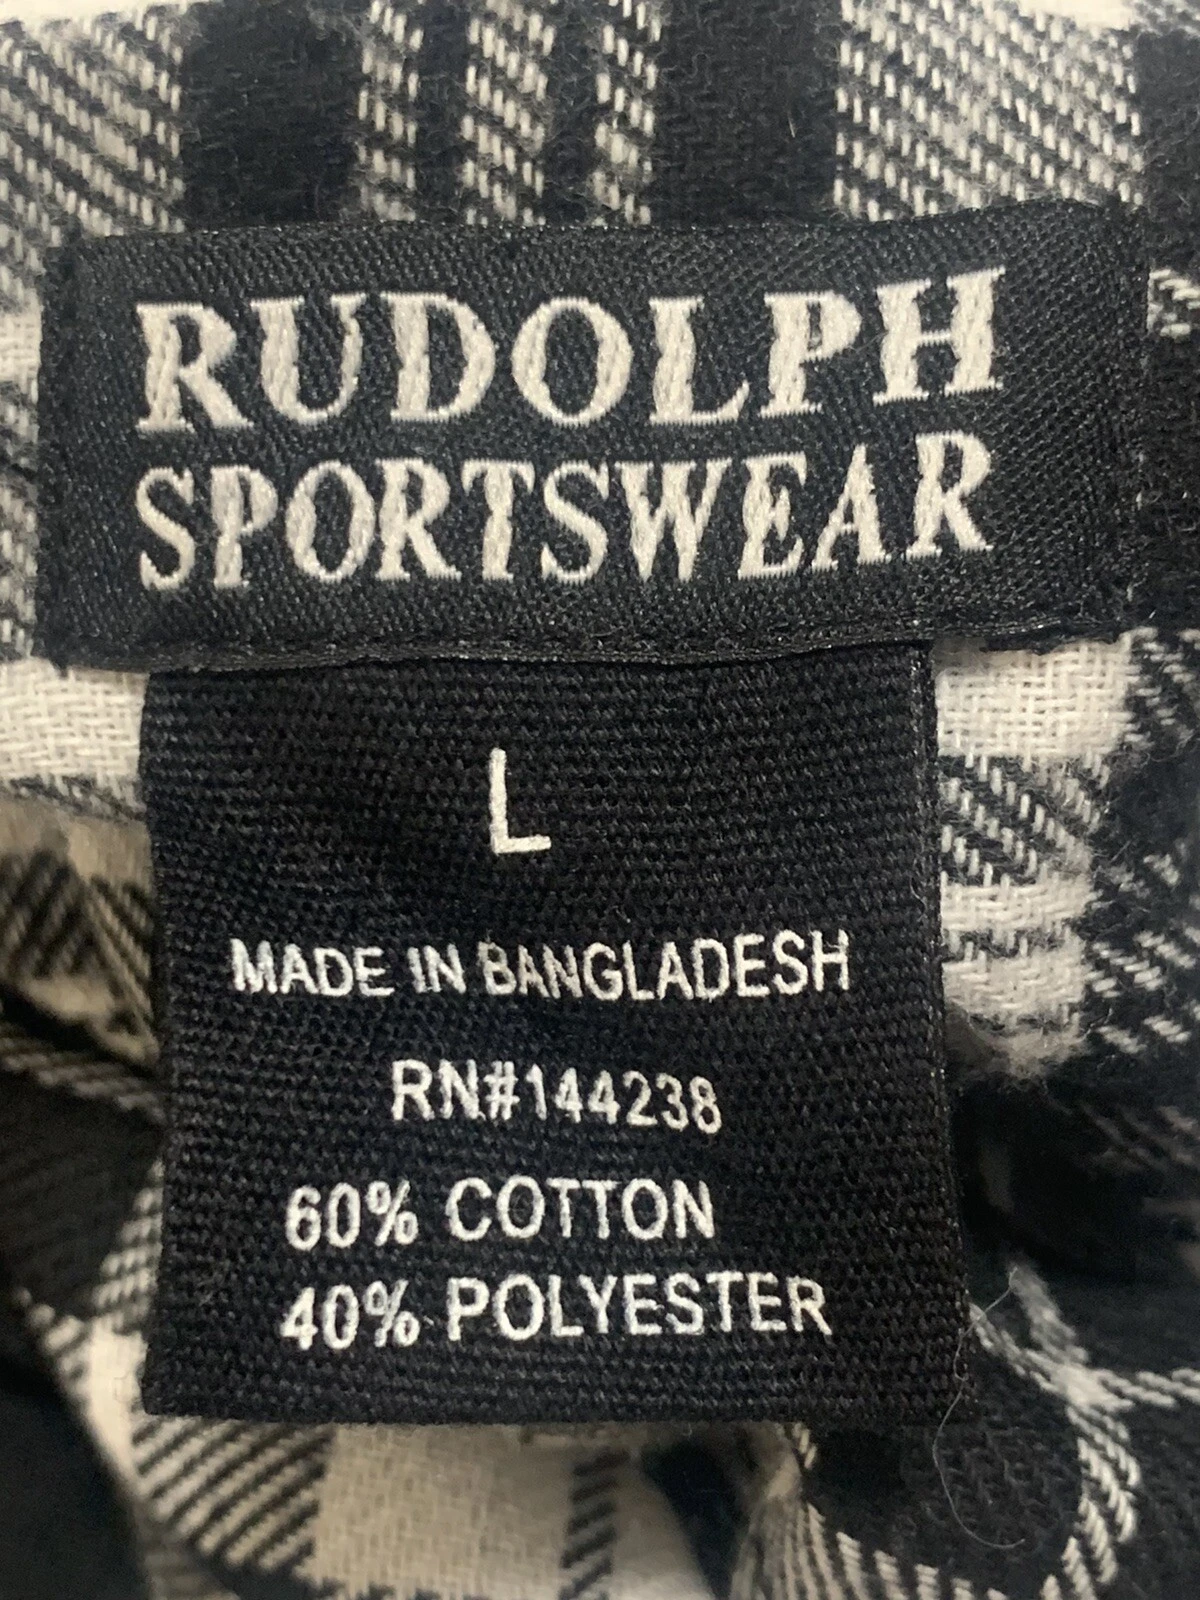 RUDOLPH
SPORTSWEAR
L
MADE IN BANGLADESH
RN#144238
60% COTTON
40% POLYESTER